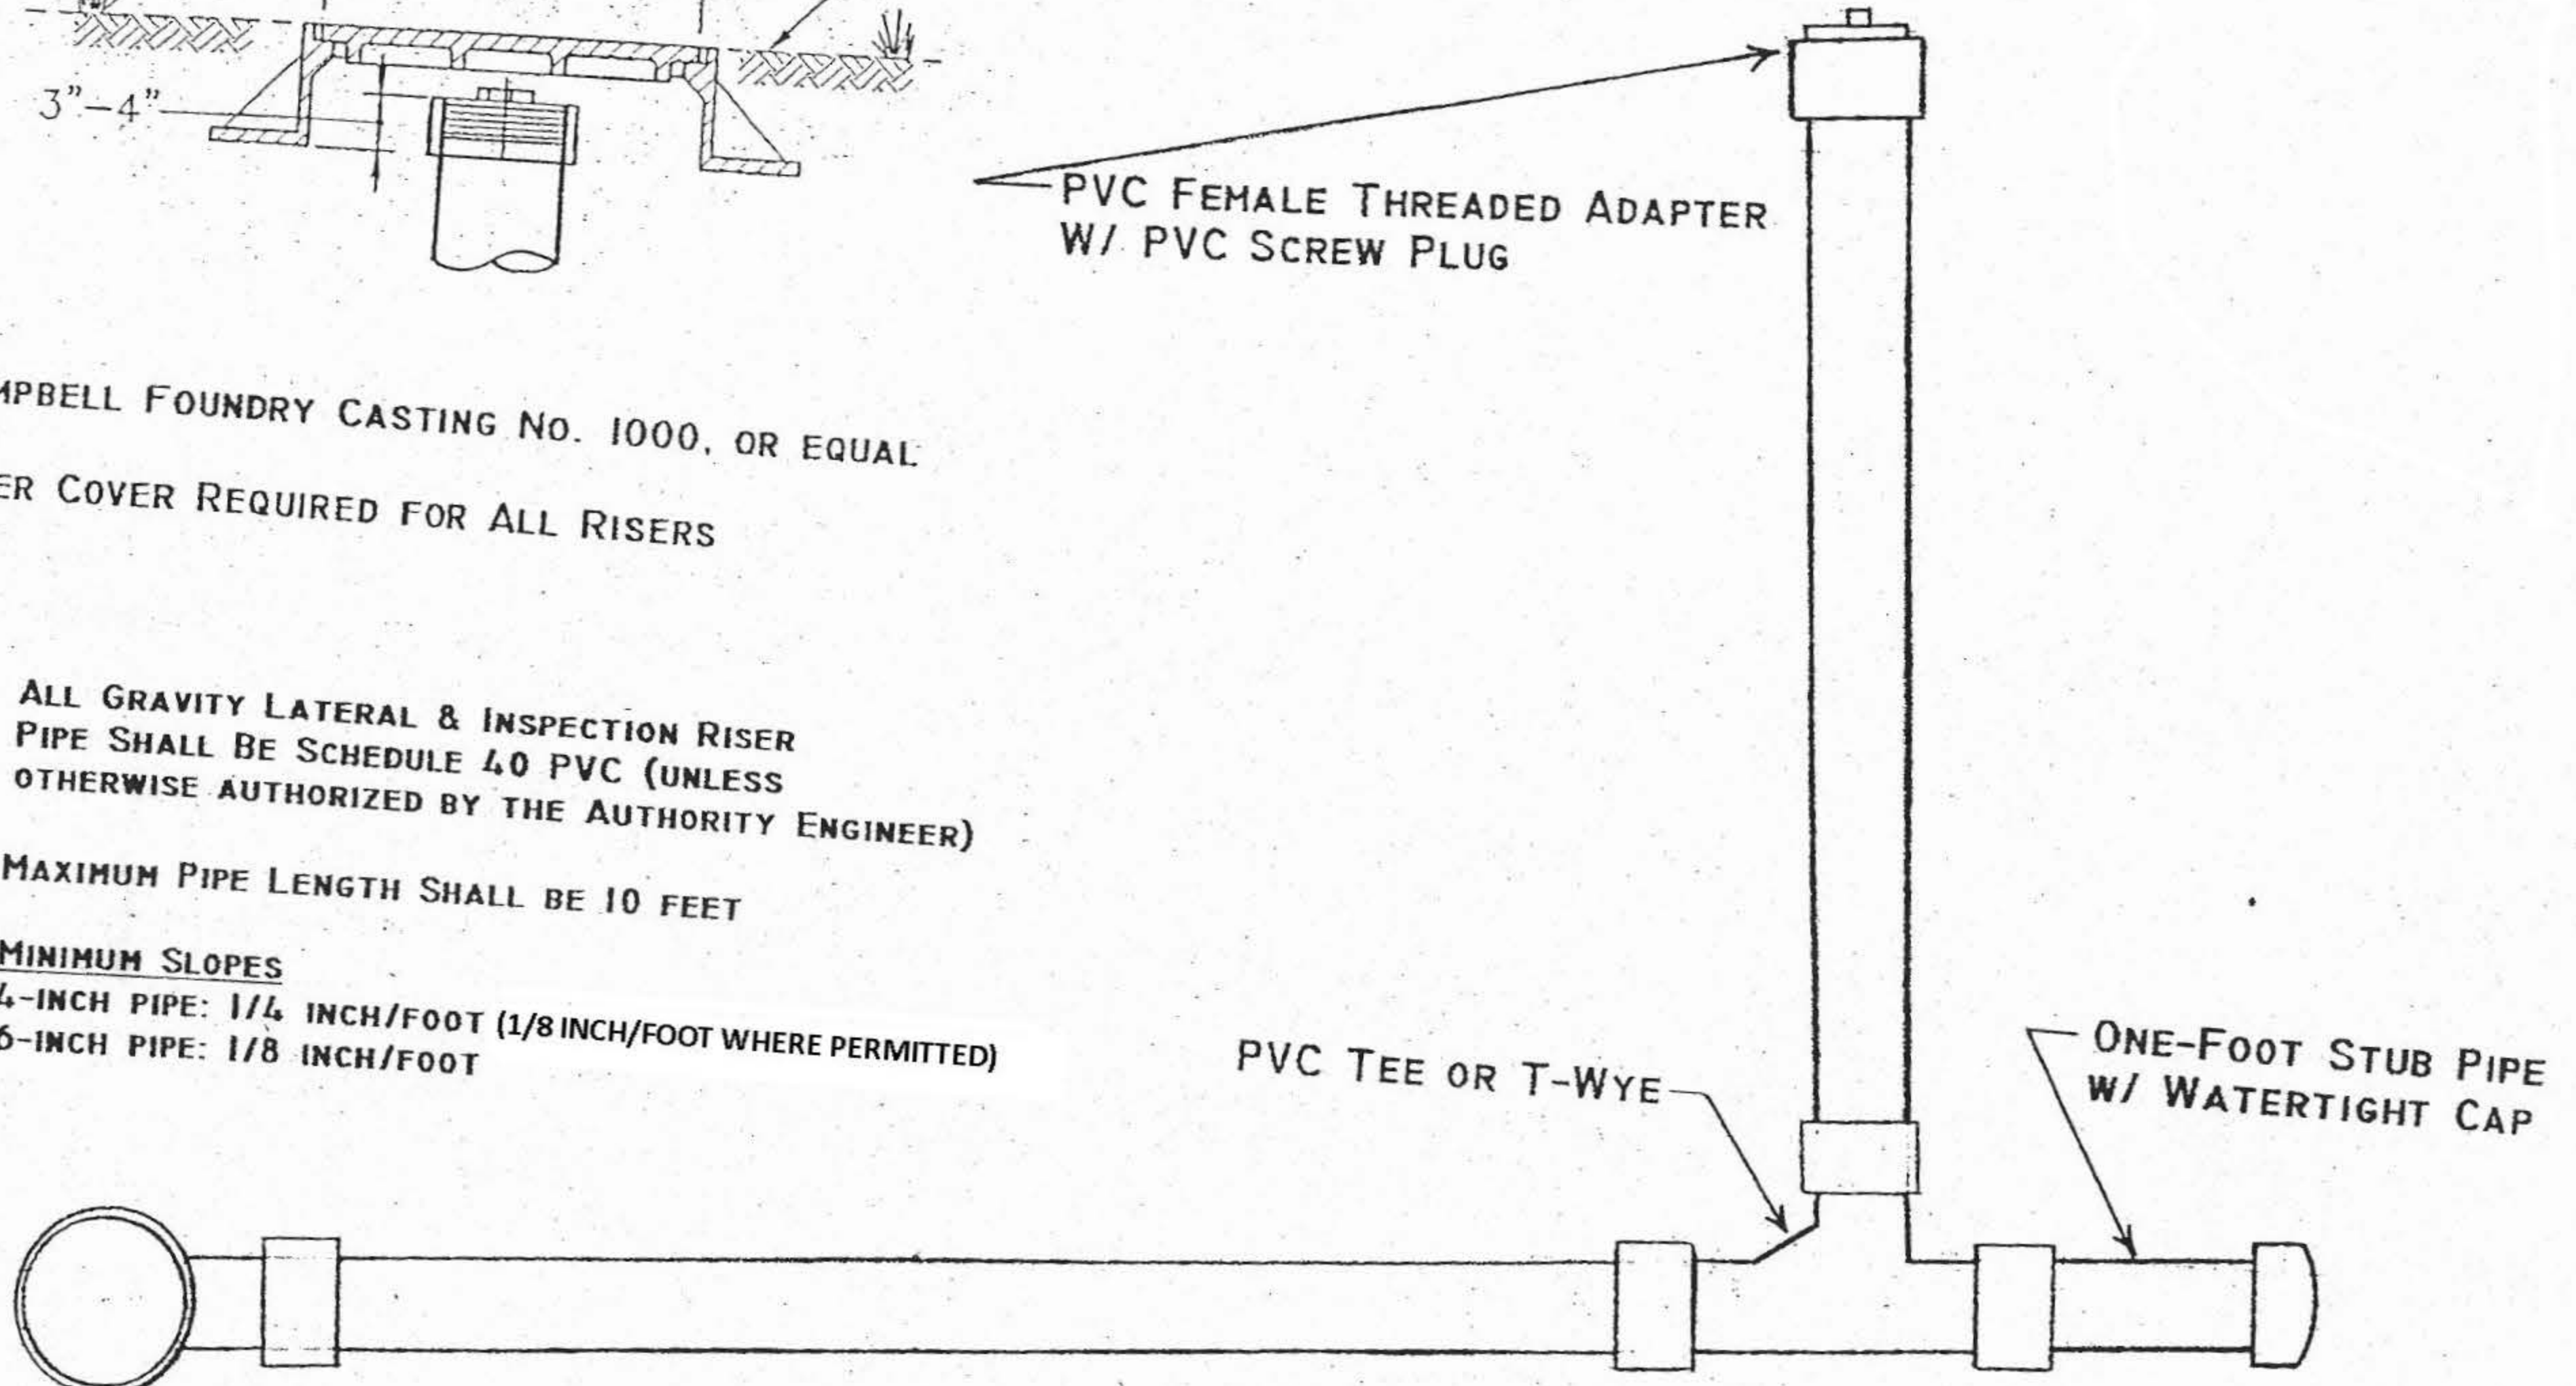 3"-4"
PVC FEMALE THREADED ADAPTER
W/ PVC SCREW PLUG
MPBELL FOUNDRY CASTING NO. 1000, OR EQUAL
ER COVER REQUIRED FOR ALL RISERS
ALL GRAVITY LATERAL & INSPECTION RISER
PIPE SHALL BE SCHEDULE 40 PVC (UNLESS
OTHERWISE AUTHORIZED BY THE AUTHORITY ENGINEER)
MAXIMUM PIPE LENGTH SHALL BE 10 FEET
MINIMUM SLOPES
4-INCH PIPE: 1/4 INCH/FOOT (1/8 INCH/FOOT WHERE PERMITTED)
6-INCH PIPE: 1/8 INCH/FOOT
PVC TEE OR T-WYE
ONE-FOOT STUB PIPE
W/ WATERTIGHT CAP